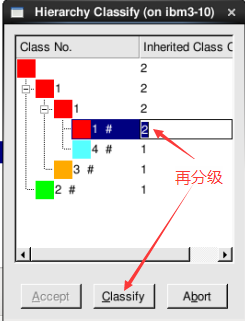 Hierarchy Classify (on ibm3-10)
Class No. Inherited Class C
2
1 2
1 2
1 # 2
4 # 1
3 # 1
2 # 1
再分级
Accept Classify Abort